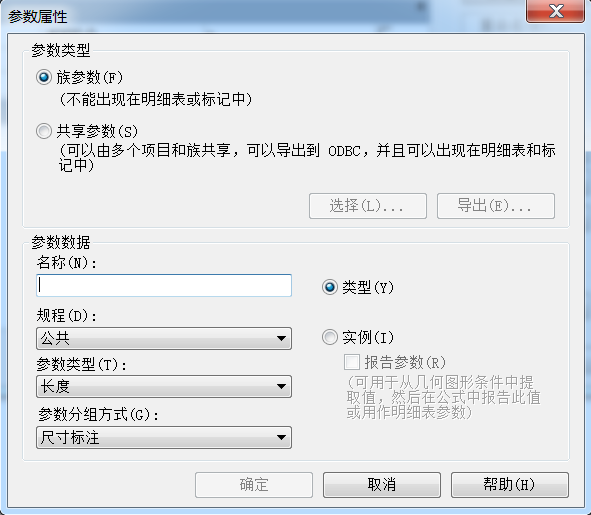 参数属性
参数类型
族参数(F)
(不能出现在明细表或标记中)
共享参数(S)
(可以由多个项目和族共享，可以导出到 ODBC，并且可以出现在明细表和标
记中)
选择(L)...
导出(E)...
参数数据
名称(N):
类型(Y)
规程(D):
公共
实例(I)
参数类型(T):
报告参数(R)
长度
(可用于从几何图形条件中提
取值，然后在公式中报告此值
或用作明细表参数)
参数分组方式(G):
尺寸标注
确定
取消
帮助(H)